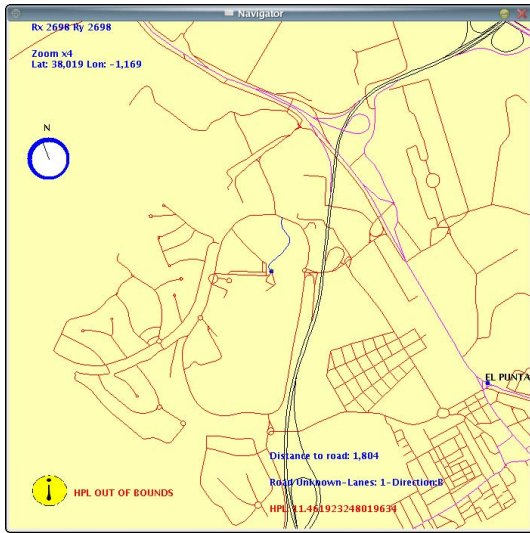 Navigator
Rx 2698 Ry 2698
Zoom x4
Lat: 38,019 Lon: -1,169
N
EL PUNTA
Distance to road: 1,804
Road Unknown-Lanes: 1-Direction:B
HPL: 11.461923248019634
i HPL OUT OF BOUNDS